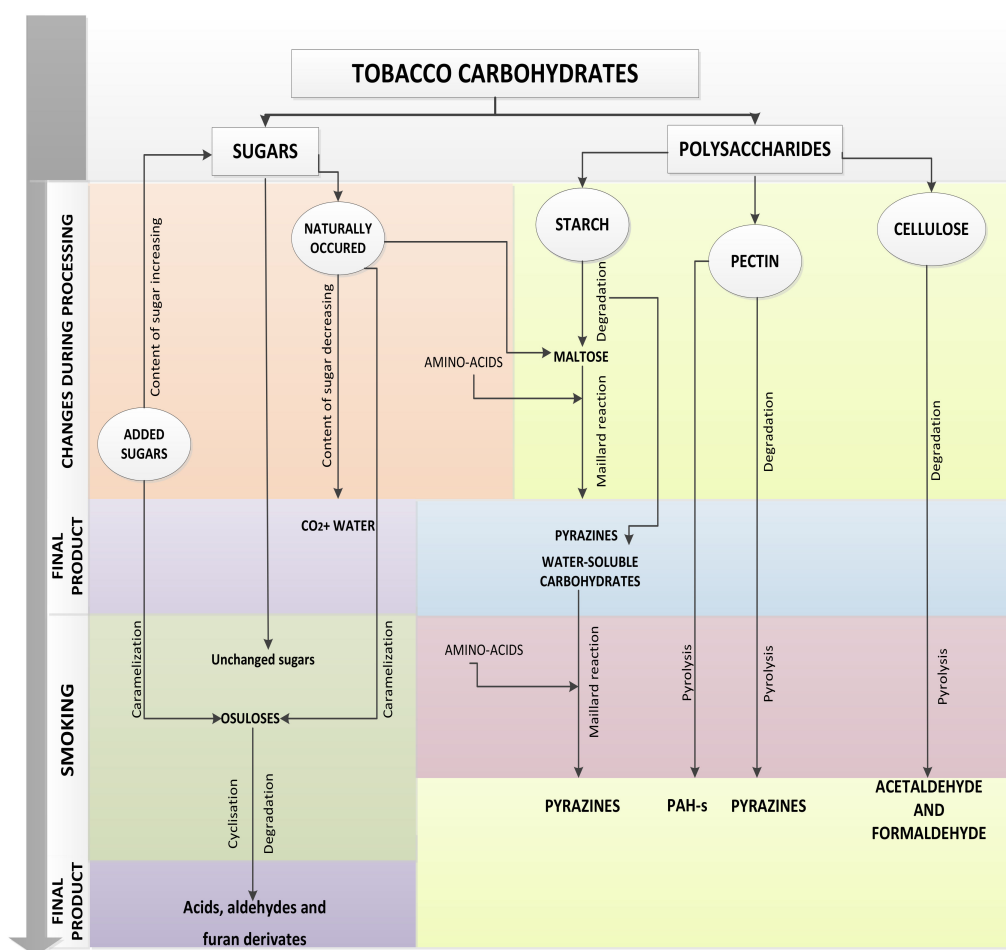 TOBACCO CARBOHYDRATES
SUGARS
POLYSACCHARIDES
CHANGES DURING PROCESSING
NATURALLY
OCCURED
STARCH
PECTIN
CELLULOSE
Content of sugar increasing
Content of sugar decreasing
Degradation
MALTOSE
AMINO-ACIDS
Maillard reaction
Degradation
Degradation
ADDED
SUGARS
FINAL
PRODUCT
CO2+ WATER
PYRAZINES
WATER-SOLUBLE
CARBOHYDRATES
SMOKING
Caramelization
Unchanged sugars
Caramelization
AMINO-ACIDS
Maillard reaction
Pyrolysis
Pyrolysis
Pyrolysis
OSULOSES
Cyclisation
Degradation
PYRAZINES
PAH-s
PYRAZINES
ACETALDEHYDE
AND
FORMALDEHYDE
FINAL
PRODUCT
Acids, aldehydes and
furan derivates